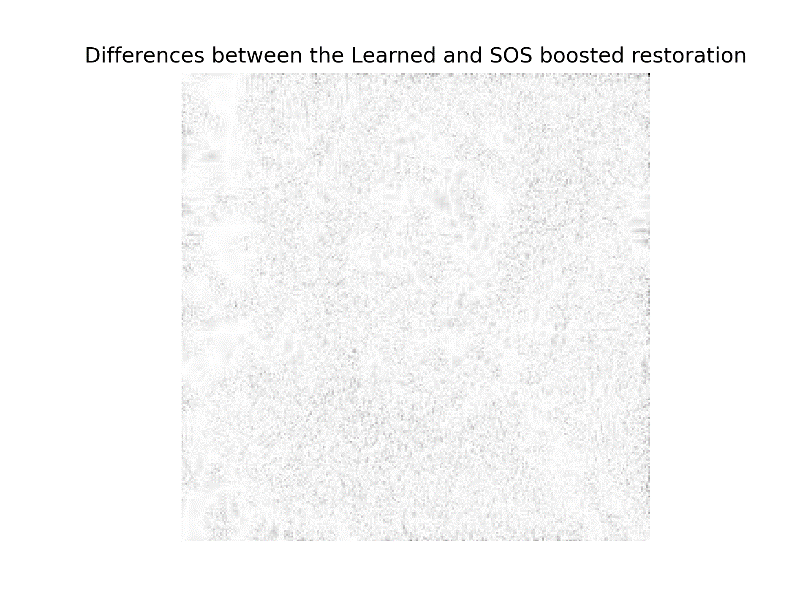 Differences between the Learned and SOS boosted restoration